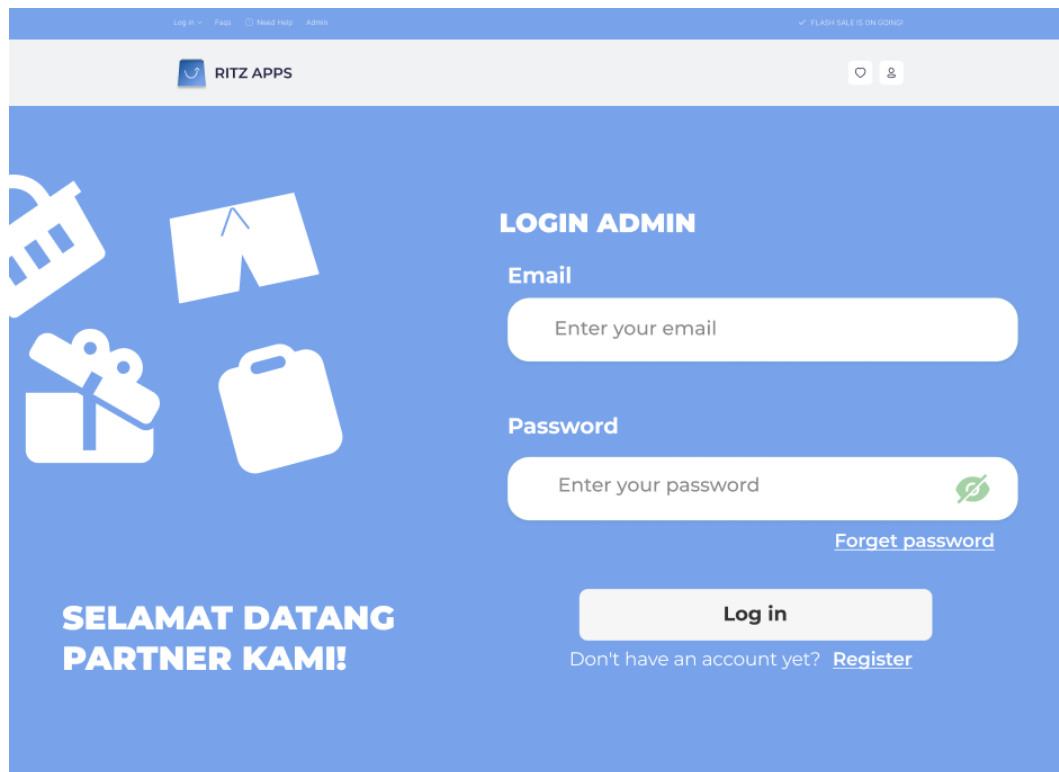 Log in Faqs Need Help Admin FLASH SALE IS ON GOING!
RITZ APPS
LOGIN ADMIN
Email
Enter your email
Password
Enter your password
Forget password
SELAMAT DATANG
PARTNER KAMI!
Log in
Don't have an account yet? Register